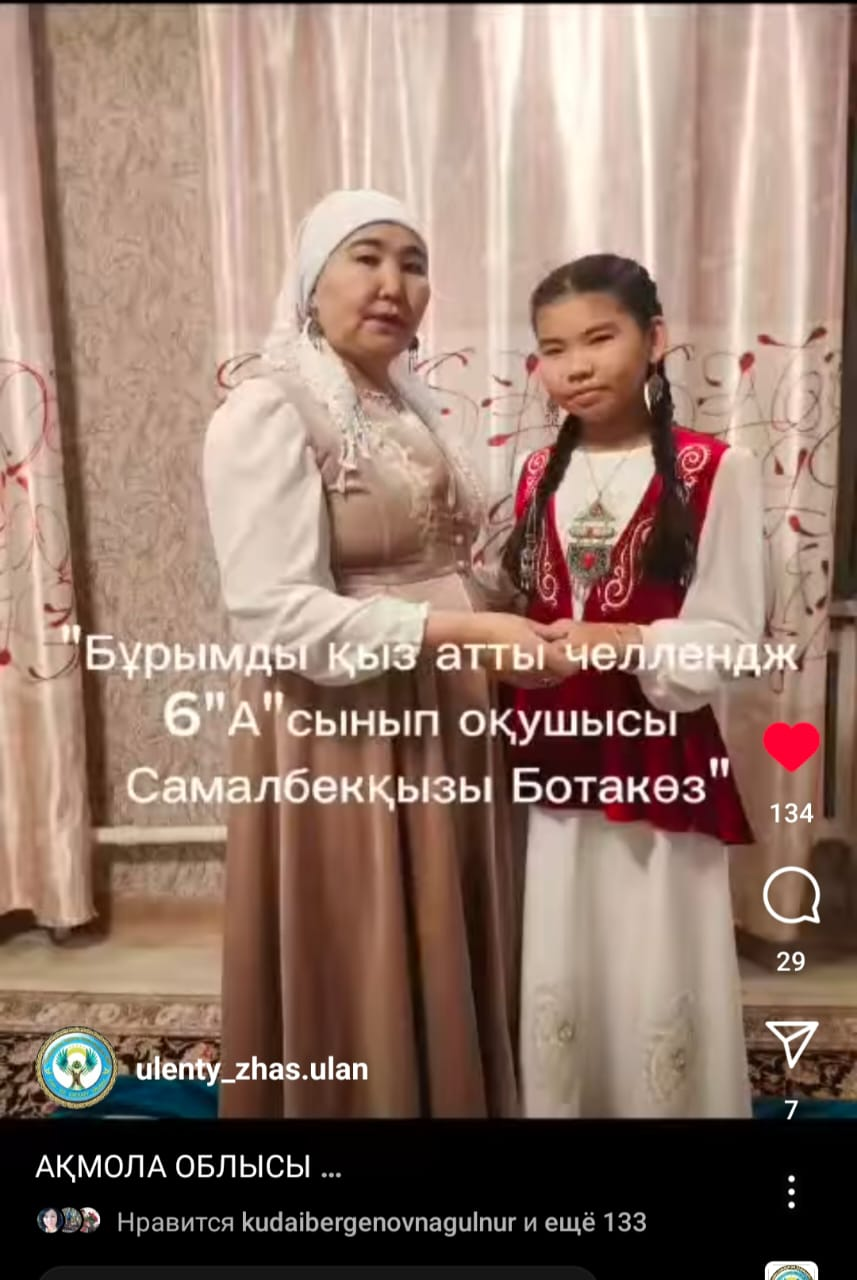 "Бұрымды қыз атты челлендж
6"А"сынып оқушысы
Самалбекқызы Ботакөз"
134
29
7
ulenty_zhas.ulan
АҚМОЛА ОБЛЫСЫ ...
Нравится kudaibergenovnagulnur и ещё 133